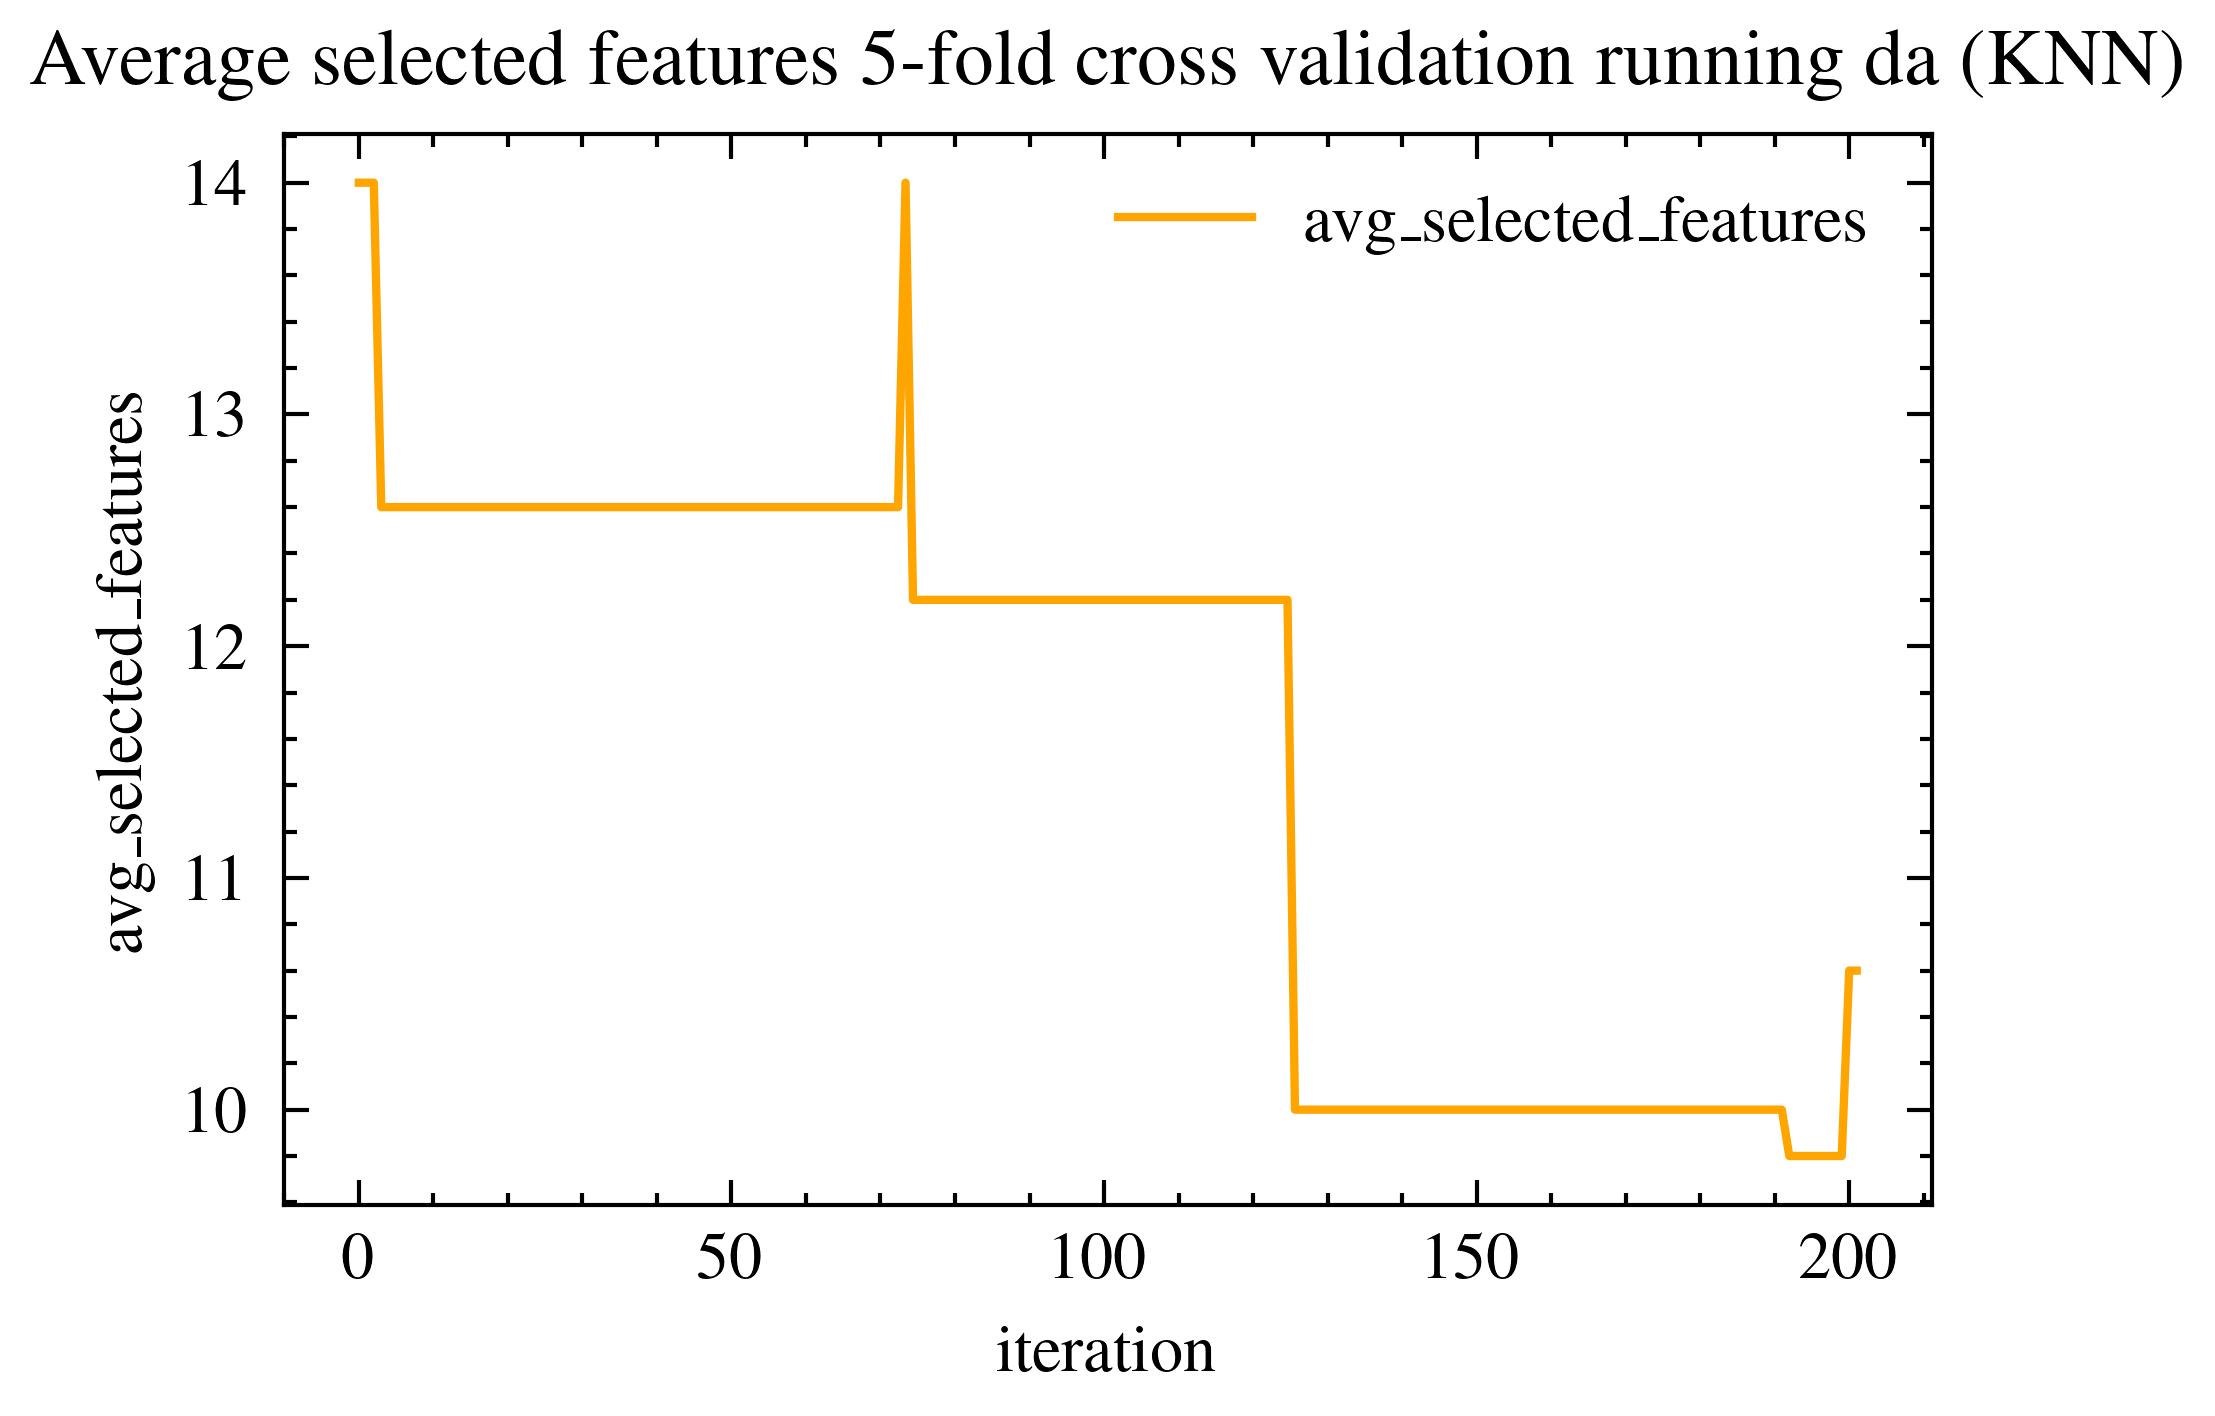 Average selected features 5-fold cross validation running da (KNN)
avg_selected_features
avg_selected_features
14
13
12
11
10
0 50 100 150 200
iteration